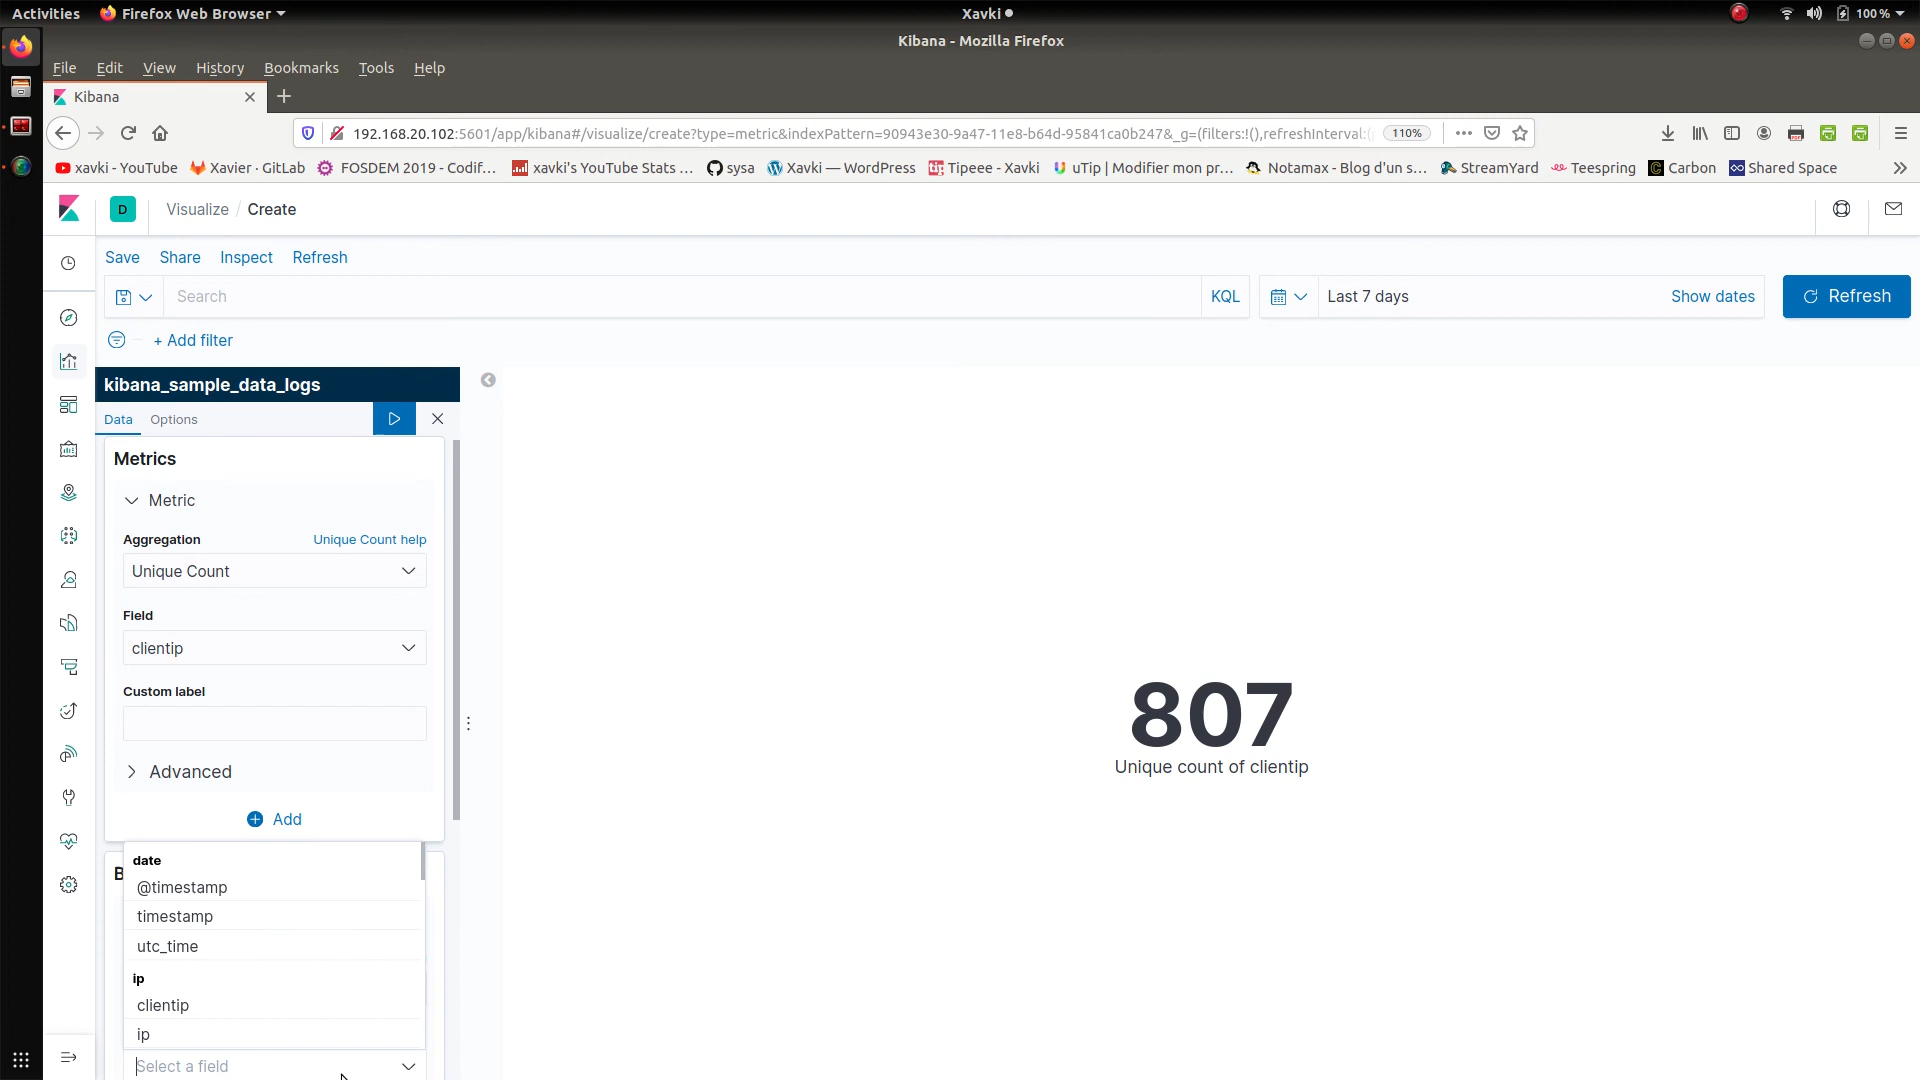 Activities
Firefox Web Browser
Xavki
100 %
Kibana - Mozilla Firefox
File Edit View History Bookmarks Tools Help
Kibana
192.168.20.102:5601/app/kibana#/visualize/create?type=metric&indexPattern=90943e30-9a47-11e8-b64d-95841ca0b247&_g=(filters:!(),refreshInterval:(
110%
xavki - YouTube
Xavier · GitLab
FOSDEM 2019 - Codif...
xavki's YouTube Stats ...
sysa
Xavki — WordPress
Tipeee - Xavki
uTip | Modifier mon pr...
Notamax - Blog d'un s...
StreamYard
Teespring
Carbon
Shared Space
D
Visualize / Create
Save Share Inspect Refresh
Search
KQL
Last 7 days
Show dates
Refresh
+ Add filter
kibana_sample_data_logs
Data Options
Metrics
Metric
Aggregation
Unique Count help
Unique Count
Field
clientip
Custom label
Advanced
Add
B
date
@timestamp
timestamp
utc_time
ip
clientip
ip
Select a field
807
Unique count of clientip